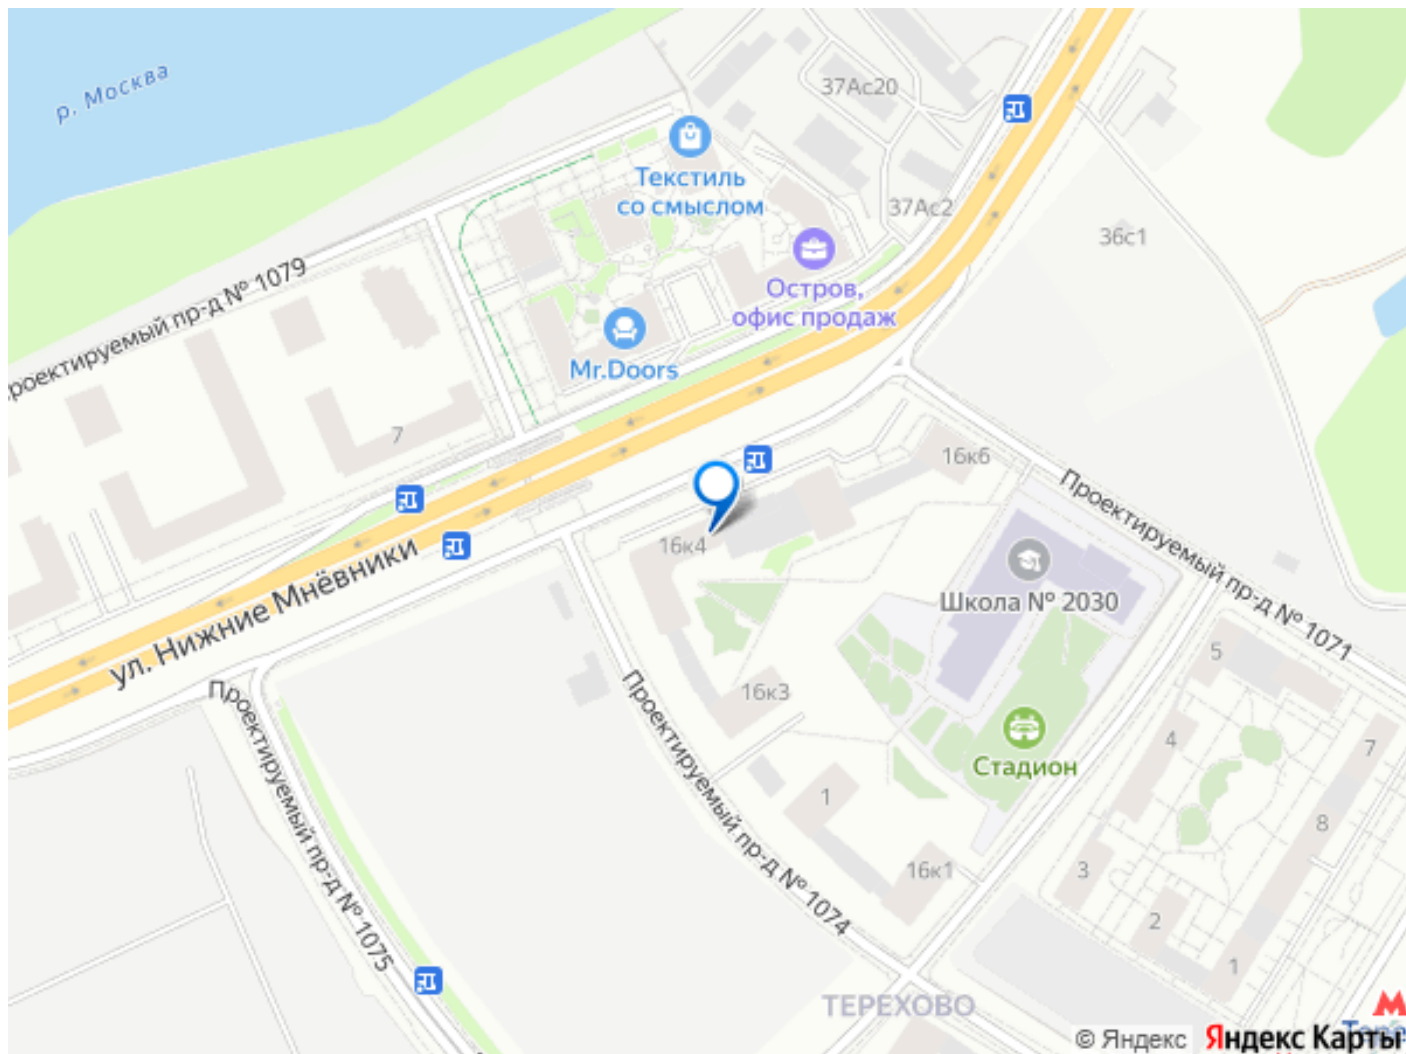 р. Москва
37Ас20
Текстиль
со смыслом
37Ас2
36с1
Остров,
офис продаж
Проектируемый пр-д № 1079
Mr.Doors
7
16к6
Проектируемый пр-д № 1071
16к4
ул. Нижние Мнёвники
Школа № 2030
5
16к3
Проектируемый пр-д № 1075
Проектируемый пр-д № 1074
Стадион
4
7
1
8
3
16к1
2
1
ТЕРЕХОВО
© Яндекс
Яндекс Карты